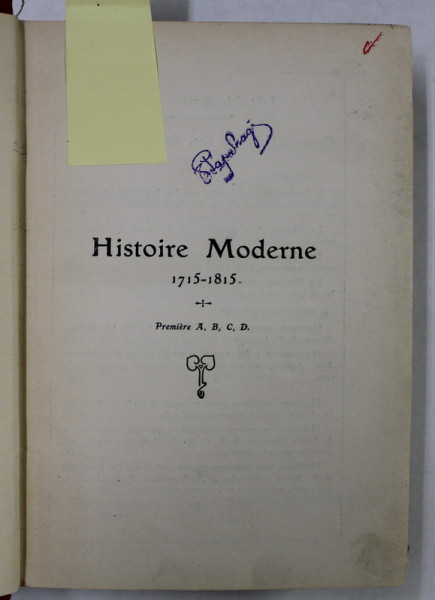 Histoire Moderne
1715-1815
Première A, B, C, D.